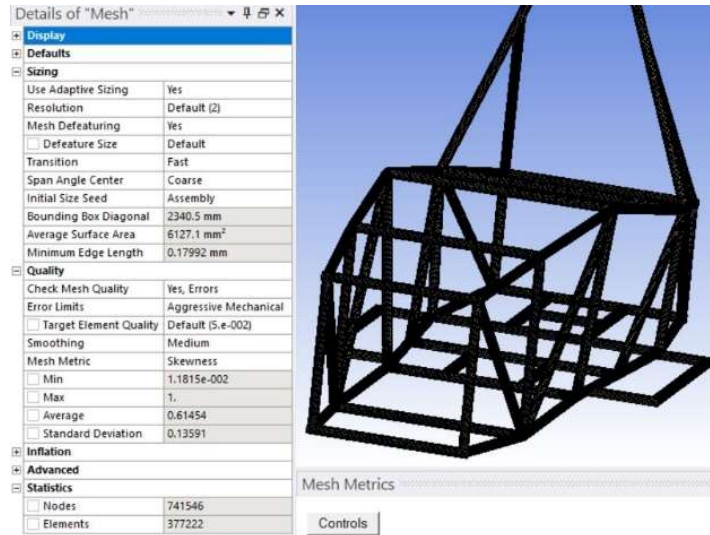 Details of "Mesh"
Display
Defaults
Sizing
Use Adaptive Sizing Yes
Resolution Default (2)
Mesh Defeaturing Yes
Defeature Size Default
Transition Fast
Span Angle Center Coarse
Initial Size Seed Assembly
Bounding Box Diagonal 2340.5 mm
Average Surface Area 6127.1 mm²
Minimum Edge Length 0.17992 mm
Quality
Check Mesh Quality Yes, Errors
Error Limits Aggressive Mechanical
Target Element Quality Default (5.e-002)
Smoothing Medium
Mesh Metric Skewness
Min 1.1815e-002
Max 1.
Average 0.61454
Standard Deviation 0.13591
Inflation
Advanced
Statistics
Nodes 741546
Elements 377222
Mesh Metrics
Controls